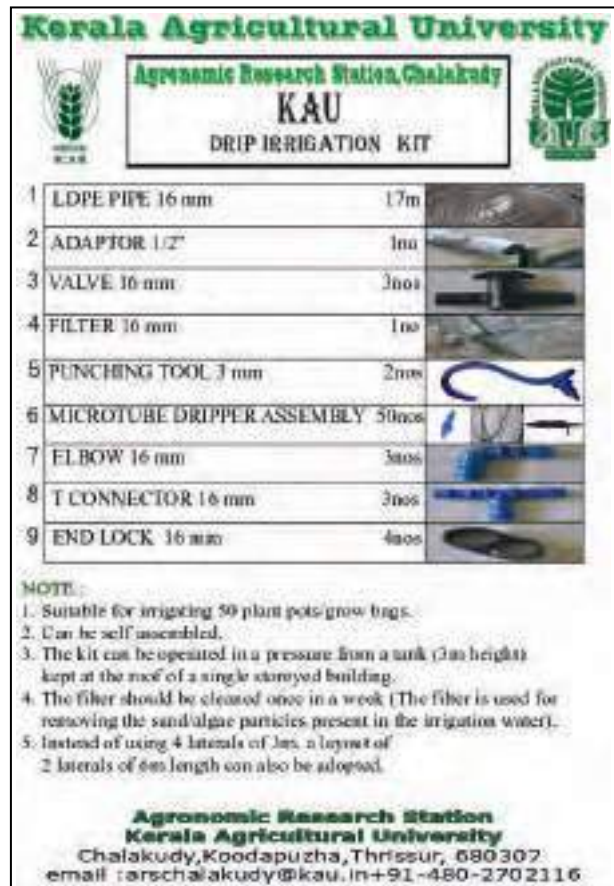 Kerala Agricultural University
Agronomic Research Station,Chalakudy
KAU
DRIP IRRIGATION KIT
1 LDPE PIPE 16 mm 17m
2 ADAPTOR 1/2" 1no
3 VALVE 16 mm 3nos
4 FILTER 16 mm 1no
5 PUNCHING TOOL 3 mm 2nos
6 MICROTUBE DRIPPER ASSEMBLY 50nos
7 ELBOW 16 mm 3nos
8 T CONNECTOR 16 mm 3nos
9 END LOCK 16 mm 4nos
NOTE :
1. Suitable for irrigating 50 plant pots/grow bags.
2. Can be self assembled.
3. The kit can be operated in a pressure from a tank (3m height)
kept at the roof of a single storeyed building.
4. The filter should be cleaned once in a week (The filter is used for
removing the sand/algae particles present in the irrigation water).
5. Instead of using 4 laterals of 3m, a layout of
2 laterals of 6m length can also be adopted.
Agronomic Research Station
Kerala Agricultural University
Chalakudy,Koodapuzha,Thrissur, 680307
email :arschalakudy@kau.in+91-480-2702116